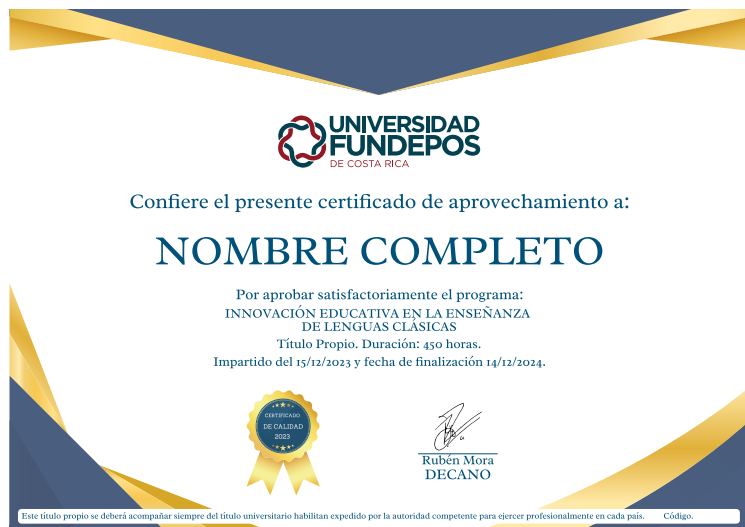 UNIVERSIDAD
FUNDEPOS
DE COSTA RICA
Confiere el presente certificado de aprovechamiento a:
NOMBRE COMPLETO
Por aprobar satisfactoriamente el programa:
INNOVACIÓN EDUCATIVA EN LA ENSEÑANZA
DE LENGUAS CLÁSICAS
Título Propio. Duración: 450 horas.
Impartido del 15/12/2023 y fecha de finalización 14/12/2024.
CERTIFICADO
DE CALIDAD
2023
Rubén Mora
DECANO
Este título propio se deberá acompañar siempre del título universitario habilitan expedido por la autoridad competente para ejercer profesionalmente en cada país. Código.